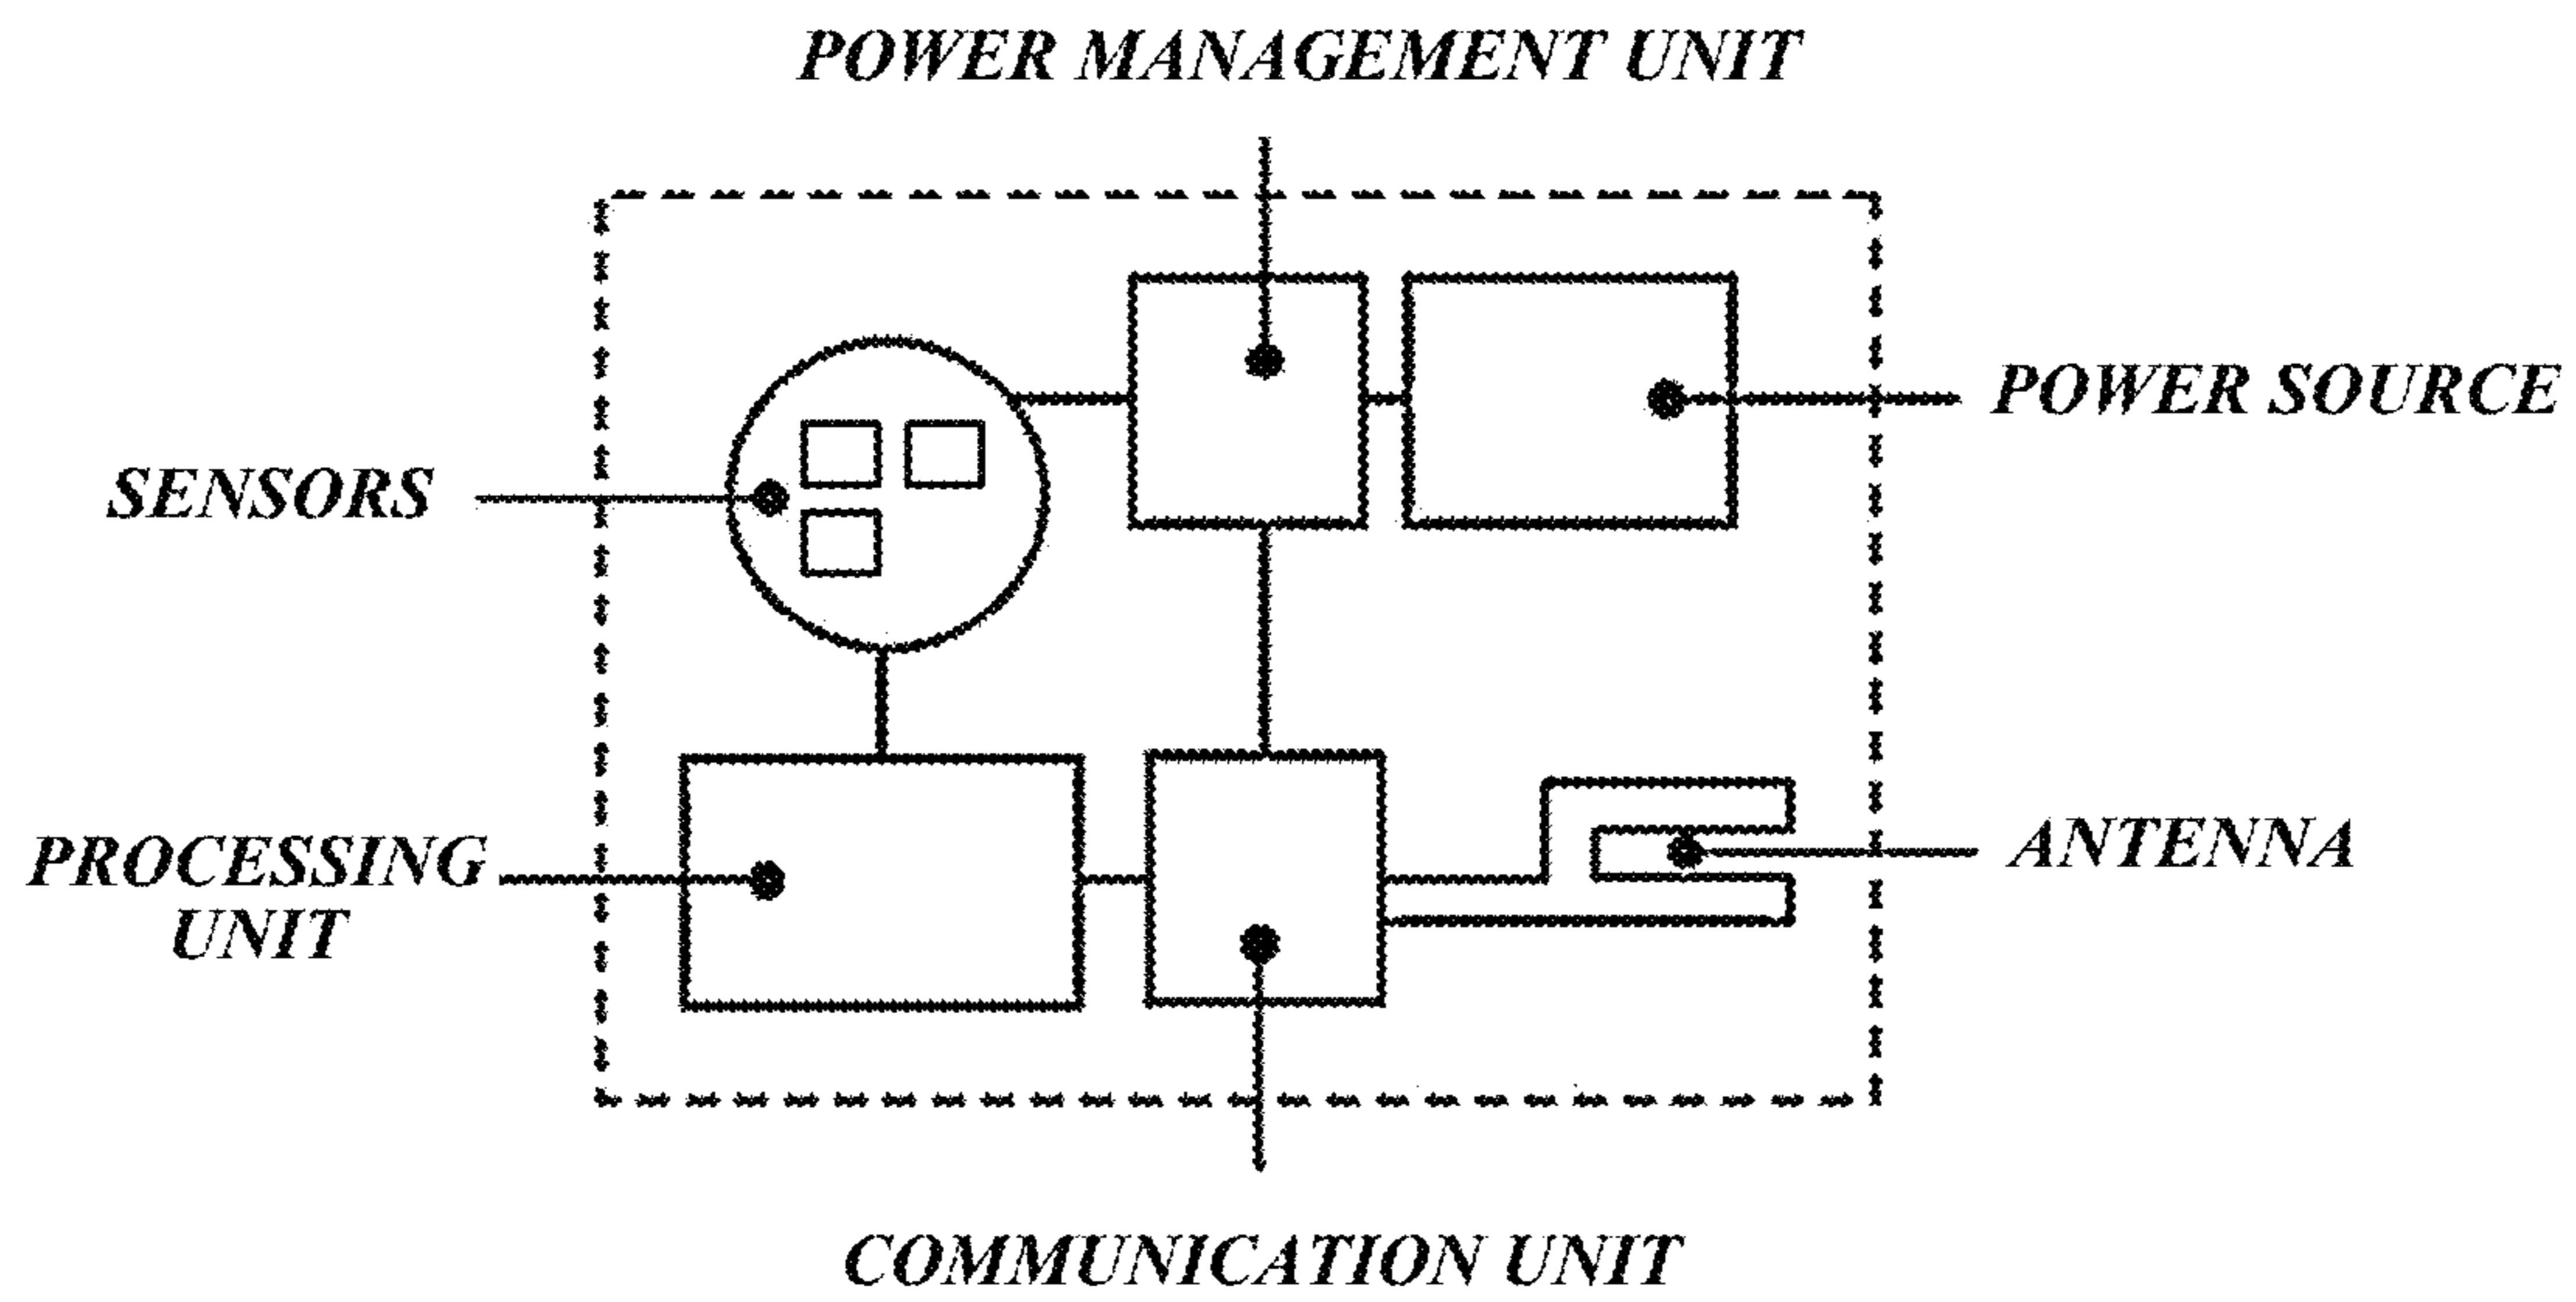 POWER MANAGEMENT UNIT
POWER SOURCE
SENSORS
PROCESSING
UNIT
ANTENNA
COMMUNICATION UNIT